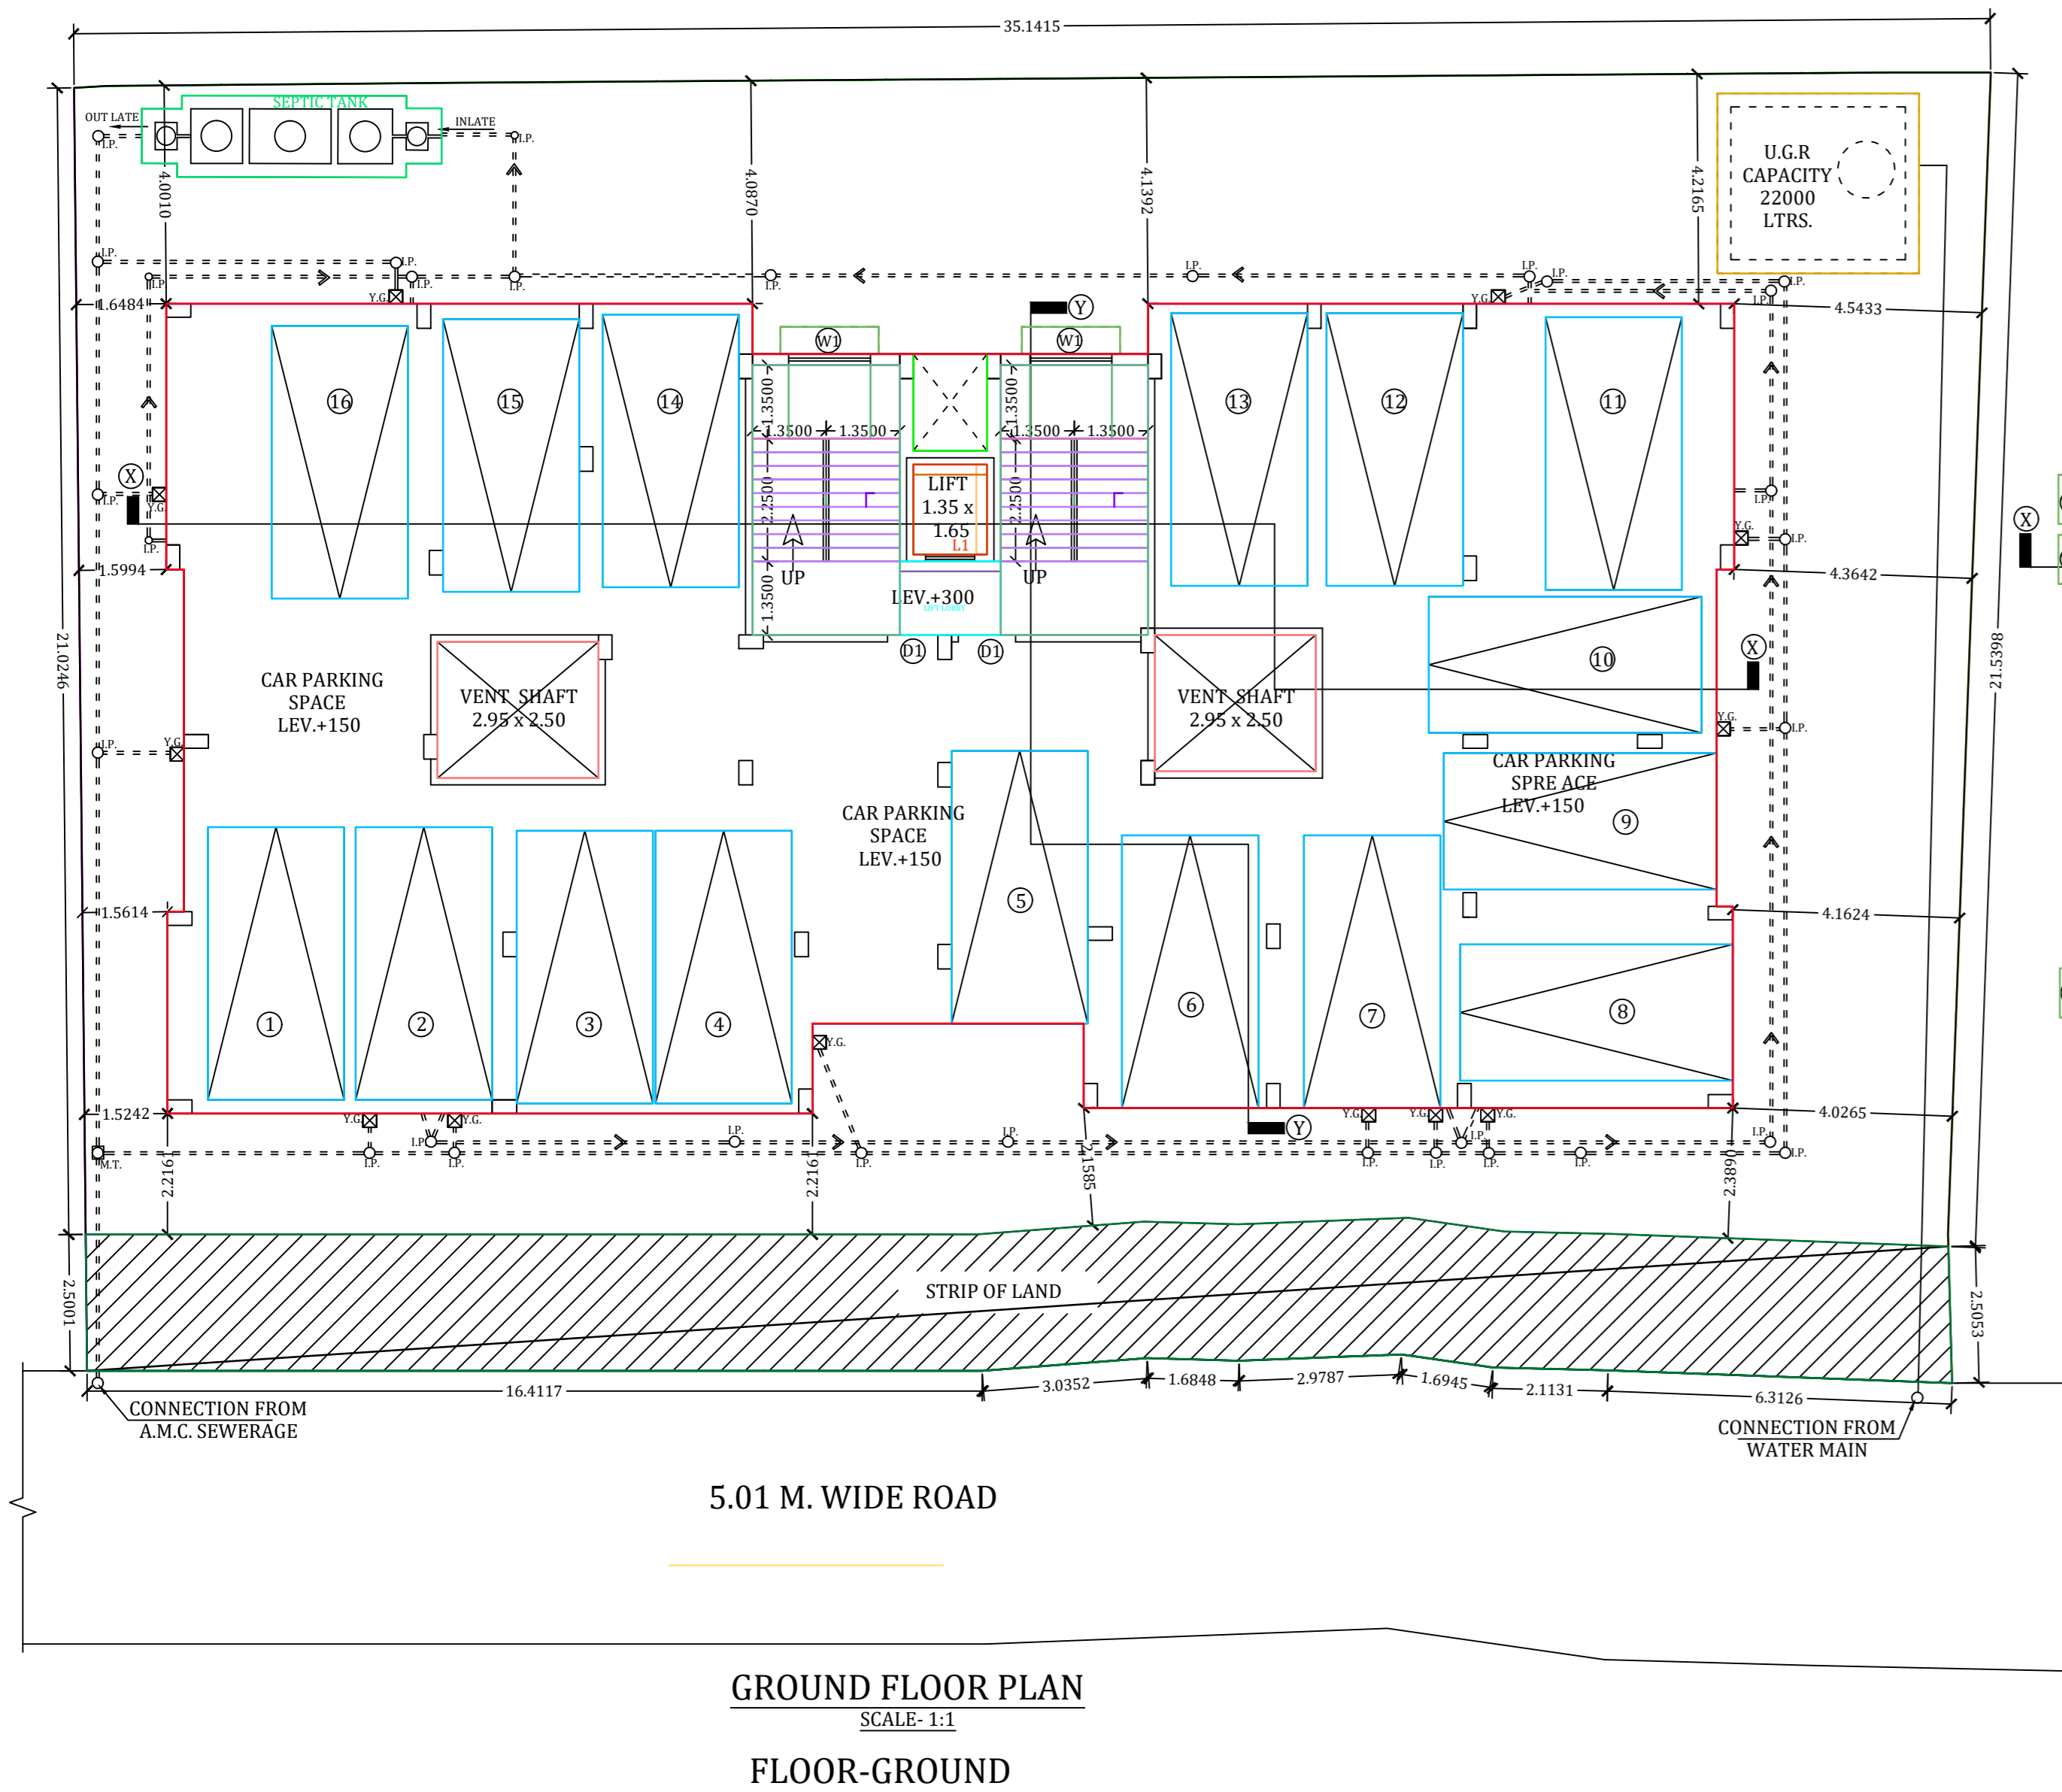 35.1415
SEPTIC TANK
OUT LATE
INLATE
I.P.
I.P.
U.G.R
CAPACITY
22000
LTRS.
4.0010
4.0870
4.1392
4.2165
I.P.
I.P.
I.P.
I.P.
I.P.
I.P.
I.P.
I.P.
I.P.
I.P.
I.P.
Y.G.
Y.G.
1.6484
4.5433
Y
W1
W1
16
15
14
13
12
11
1.3500
1.3500
1.3500
1.3500
1.3500
1.3500
X
I.P.
Y.G.
I.P.
2.2500
2.2500
LIFT
1.35 x
1.65
L1
I.P.
Y.G.
I.P.
X
1.5994
4.3642
UP
UP
1.3500
LEV.+300
LIFT LOBBY
D1
D1
21.0246
21.5398
X
10
CAR PARKING
SPACE
LEV.+150
VENT SHAFT
2.95 x 2.50
VENT SHAFT
2.95 x 2.50
I.P.
Y.G.
Y.G.
I.P.
CAR PARKING
SPRE ACE
LEV.+150
9
CAR PARKING
SPACE
LEV.+150
5
1.5614
4.1624
1
2
3
4
6
7
8
Y.G.
1.5242
4.0265
Y.G.
Y.G.
Y.G.
Y.G.
Y.G.
Y
I.P.
I.P.
I.P.
I.P.
I.P.
M.T.
I.P.
I.P.
I.P.
I.P.
I.P.
I.P.
I.P.
I.P.
2.2161
2.2161
2.1585
2.3890
STRIP OF LAND
2.5001
2.5053
16.4117
3.0352
1.6848
2.9787
1.6945
2.1131
6.3126
CONNECTION FROM
A.M.C. SEWERAGE
CONNECTION FROM
WATER MAIN
5.01 M. WIDE ROAD
GROUND FLOOR PLAN
SCALE- 1:1
FLOOR-GROUND